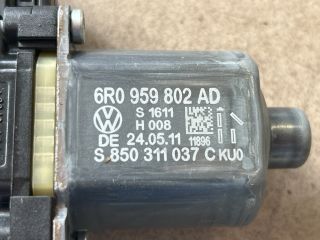 6R0 959 802 AD
S 1611
H 008
DE 24.05.11 11896
S 850 311 037 C KU0